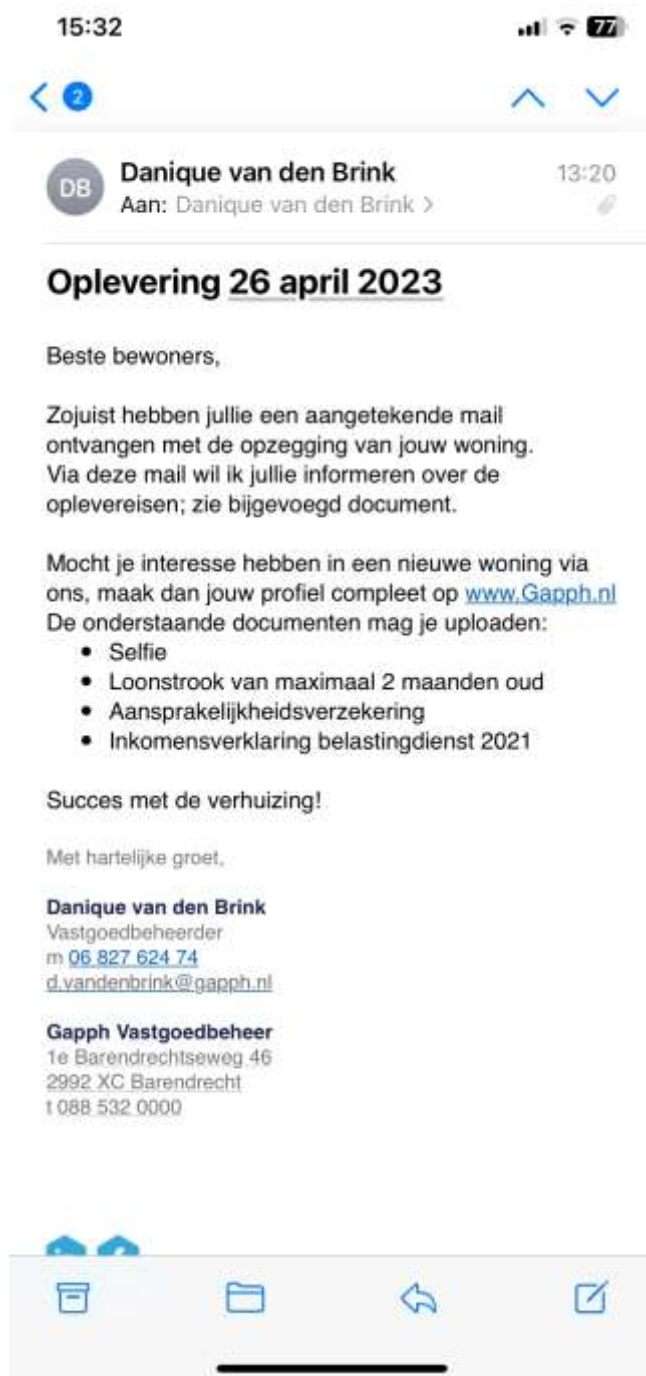 15:32
77
2
DB
Danique van den Brink
13:20
Aan: Danique van den Brink >
Oplevering 26 april 2023
Beste bewoners,
Zojuist hebben jullie een aangetekende mail
ontvangen met de opzegging van jouw woning.
Via deze mail wil ik jullie informeren over de
oplevereisen; zie bijgevoegd document.
Mocht je interesse hebben in een nieuwe woning via
ons, maak dan jouw profiel compleet op www.Gapph.nl
De onderstaande documenten mag je uploaden:
• Selfie
• Loonstrook van maximaal 2 maanden oud
• Aansprakelijkheidsverzekering
• Inkomensverklaring belastingdienst 2021
Succes met de verhuizing!
Met hartelijke groet,
Danique van den Brink
Vastgoedbeheerder
m 06 827 624 74
d.vandenbrink@gapph.nl
Gapph Vastgoedbeheer
1e Barendrechtseweg 46
2992 XC Barendrecht
t 088 532 0000